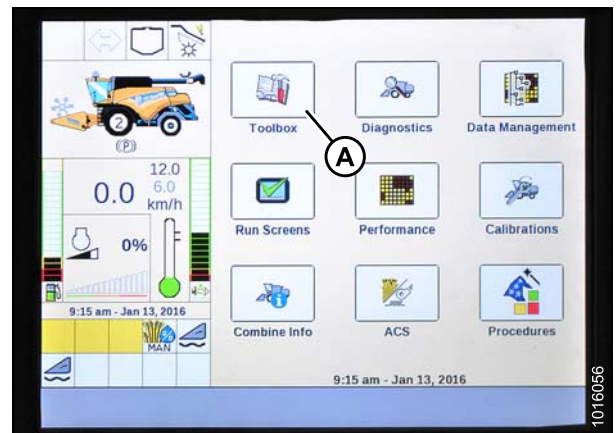 Toolbox
Diagnostics
Data Management
A
Run Screens
Performance
Calibrations
Combine Info
ACS
Procedures
9:15 am - Jan 13, 2016
2
(P)
0.0
12.0
6.0
km/h
0%
9:15 am - Jan 13, 2016
MAN
1016056